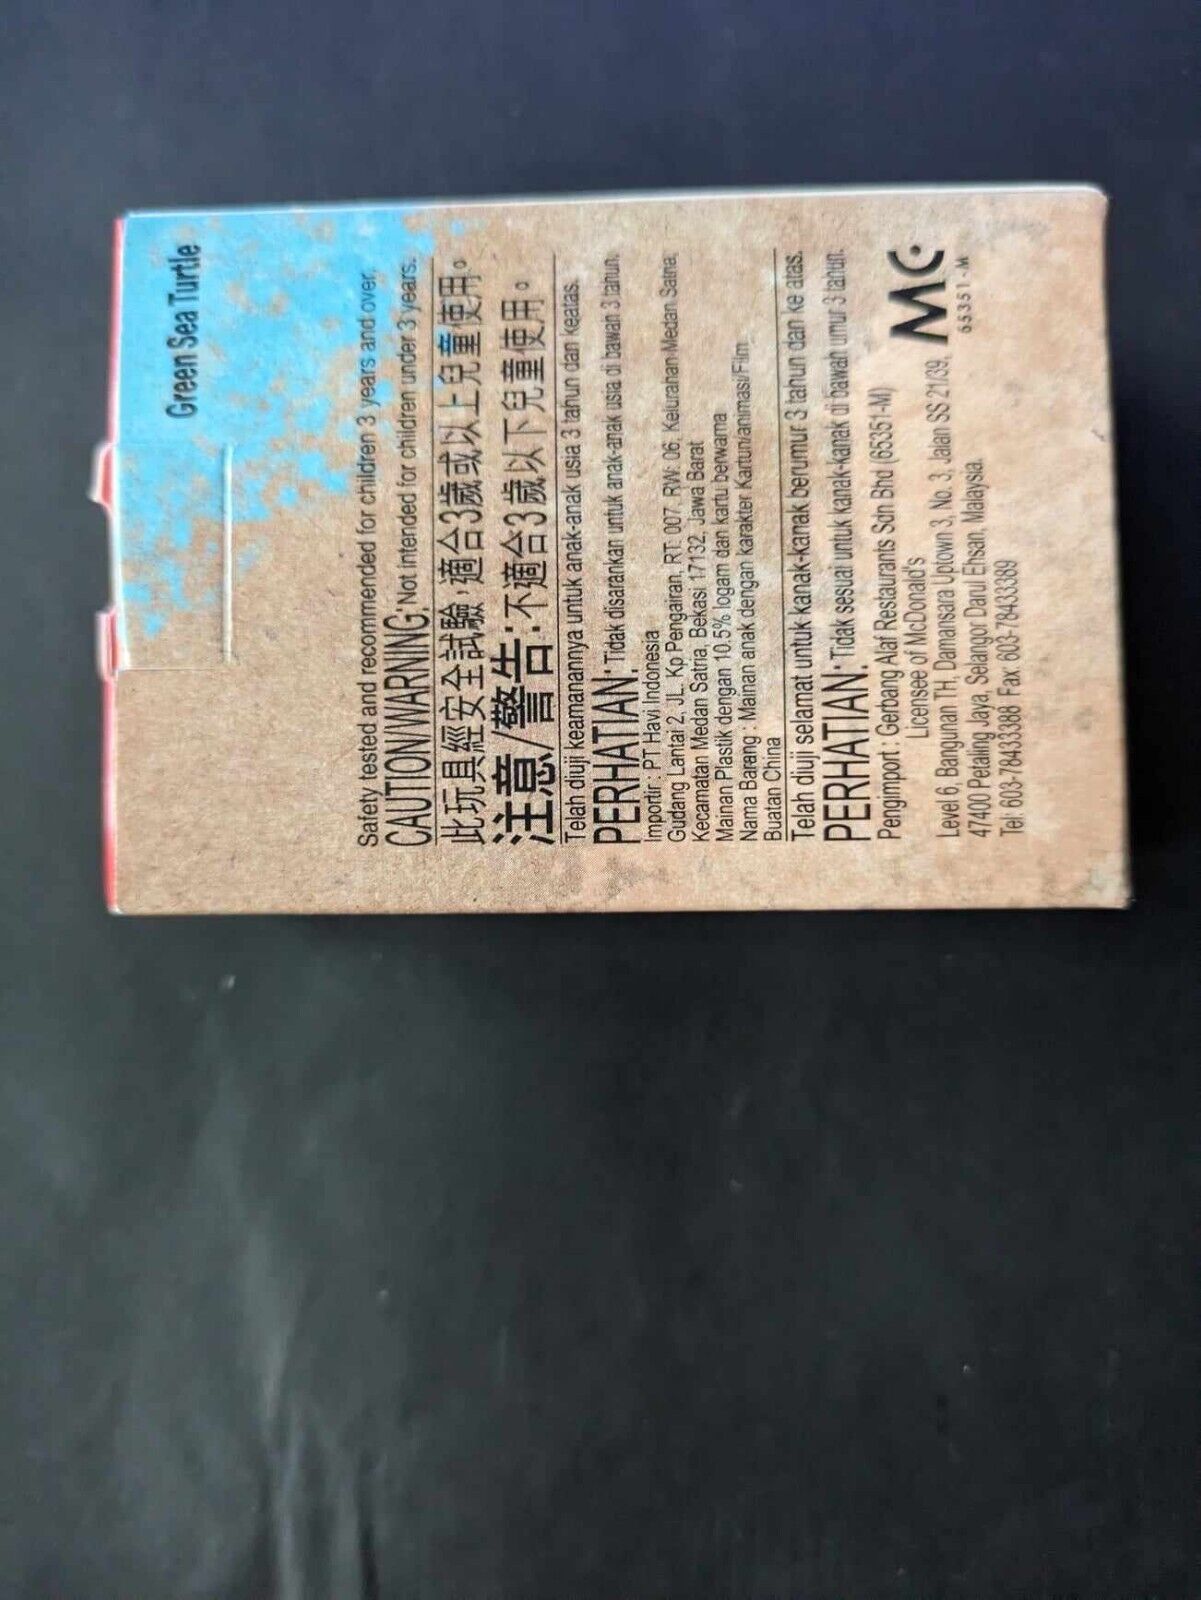 Green Sea Turtle
Safety tested and recommended for children 3 years and over.
CAUTION/WARNING: Not intended for children under 3 years.
此玩具經安全試驗,適合3歲或以上兒童使用。
注意/警告:不適合3歲以下兒童使用。
Telah diuji keamanannya untuk anak-anak usia 3 tahun dan keatas.
PERHATIAN: Tidak disarankan untuk anak-anak usia di bawah 3 tahun.
Importir : PT Havi Indonesia
Gudang Lantai 2, JL. Kp Pengairan, RT. 007, RW. 06, Kelurahan Medan Satria,
Kecamatan Medan Satria, Bekasi 17132, Jawa Barat
Mainan Plastik dengan 10.5% logam dan kartu berwarna
Nama Barang : Mainan anak dengan karakter Kartun/animasi/Film
Buatan China
Telah diuji selamat untuk kanak-kanak berumur 3 tahun dan ke atas.
PERHATIAN: Tidak sesuai untuk kanak-kanak di bawah umur 3 tahun.
Pengimport : Gerbang Alaf Restaurants Sdn Bhd (65351-M)
Licensee of McDonald's
Level 6, Bangunan TH, Damansara Uptown 3, No. 3, Jalan SS 21/39,
47400 Petaling Jaya, Selangor Darul Ehsan, Malaysia.
Tel: 603-78433388 Fax: 603-78433389
MC
65351-M